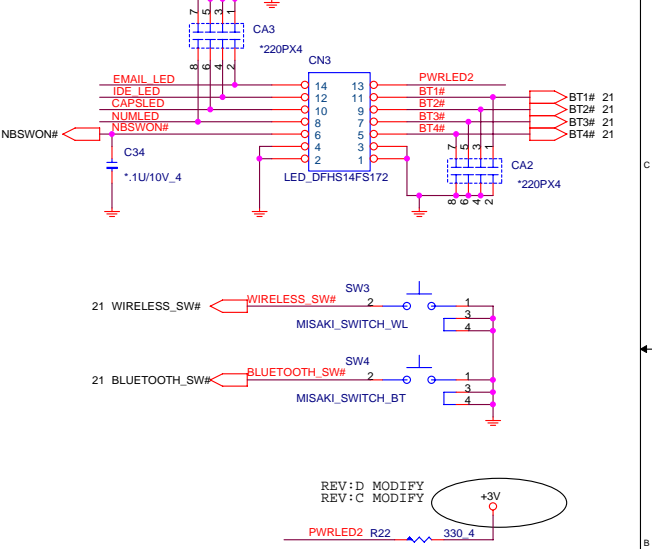 7 5 3 1
CA3
*220PX4
8 6 4 2
CN3
EMAIL_LED 14 13 PWRLED2
IDE_LED 12 11 BT1# BT1# 21
CAPSLED 10 9 BT2# BT2# 21
NUMLED 8 7 BT3# BT3# 21
NBSWON# NBSWON# 6 5 BT4# BT4# 21
4 3
2 1
C34
*.1U/10V_4
LED_DFHS14FS172
7 5 3 1
CA2
*220PX4
8 6 4 2
C
SW3
21 WIRELESS_SW# WIRELESS_SW# 2 1
3
MISAKI_SWITCH_WL 4
SW4
21 BLUETOOTH_SW# BLUETOOTH_SW# 2 1
3
MISAKI_SWITCH_BT 4
REV:D MODIFY
REV:C MODIFY
+3V
PWRLED2 R22 330_4
B